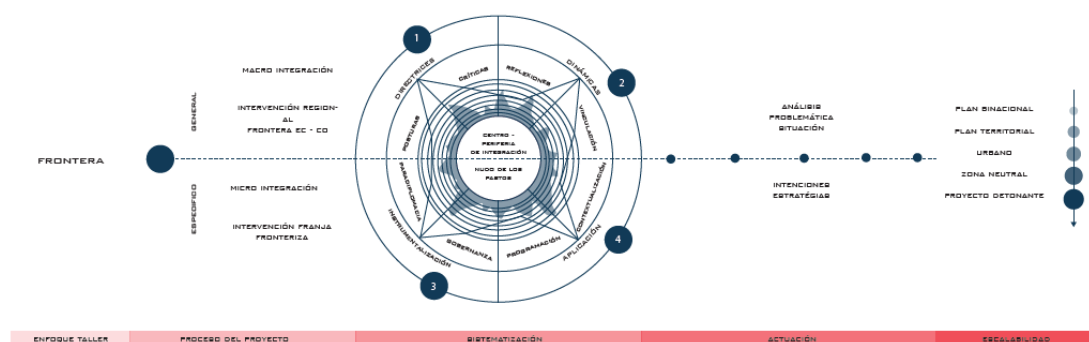 FRONTERA
GENERAL
MACRO INTEGRACIÓN
INTERVENCIÓN REGION-
AL
FRONTERA EC - CO
ESPECÍFICO
MICRO INTEGRACIÓN
INTERVENCIÓN FRANJA
FRONTERIZA
1
DIRECTRICES
CRÍTICAS
POSTURAS
2
DINÁMICAS
REFLEXIONES
VINCULACIÓN
3
INSTRUMENTALIZACIÓN
PARADIPLOMACIA
GOBERNANZA
4
APLICACIÓN
CONTEXTUALIZACIÓN
PROGRAMACIÓN
CENTRO -
PERIFERIA
DE INTEGRACIÓN
NUDO DE LOS
PASTOS
ANÁLISIS
PROBLEMÁTICA
SITUACIÓN
INTENCIONES
ESTRATÉGIAS
PLAN BINACIONAL
PLAN TERRITORIAL
URBANO
ZONA NEUTRAL
PROYECTO DETONANTE
ENFOQUE TALLER
PROCESO DEL PROYECTO
SISTEMATIZACIÓN
ACTUACIÓN
ESCALABILIDAD